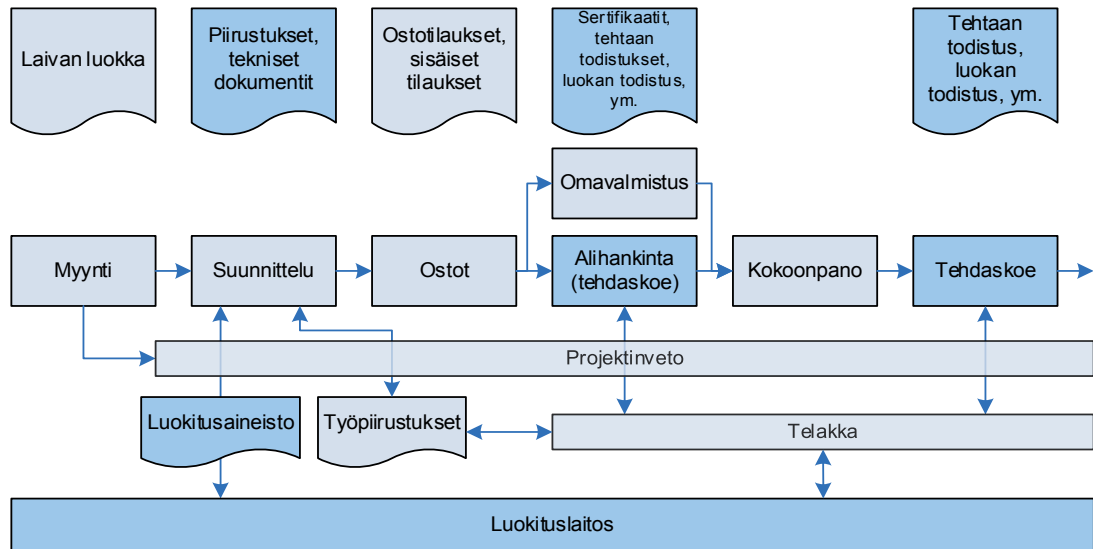 Laivan luokka
Piirustukset,
tekniset
dokumentit
Ostotilaukset,
sisäiset
tilaukset
Sertifikaatit,
tehtaan
todistukset,
luokan todistus,
ym.
Tehtaan
todistus,
luokan
todistus, ym.
Omavalmistus
Myynti
Suunnittelu
Ostot
Alihankinta
(tehdaskoe)
Kokoonpano
Tehdaskoe
Projektinveto
Luokitusaineisto
Työpiirustukset
Telakka
Luokituslaitos